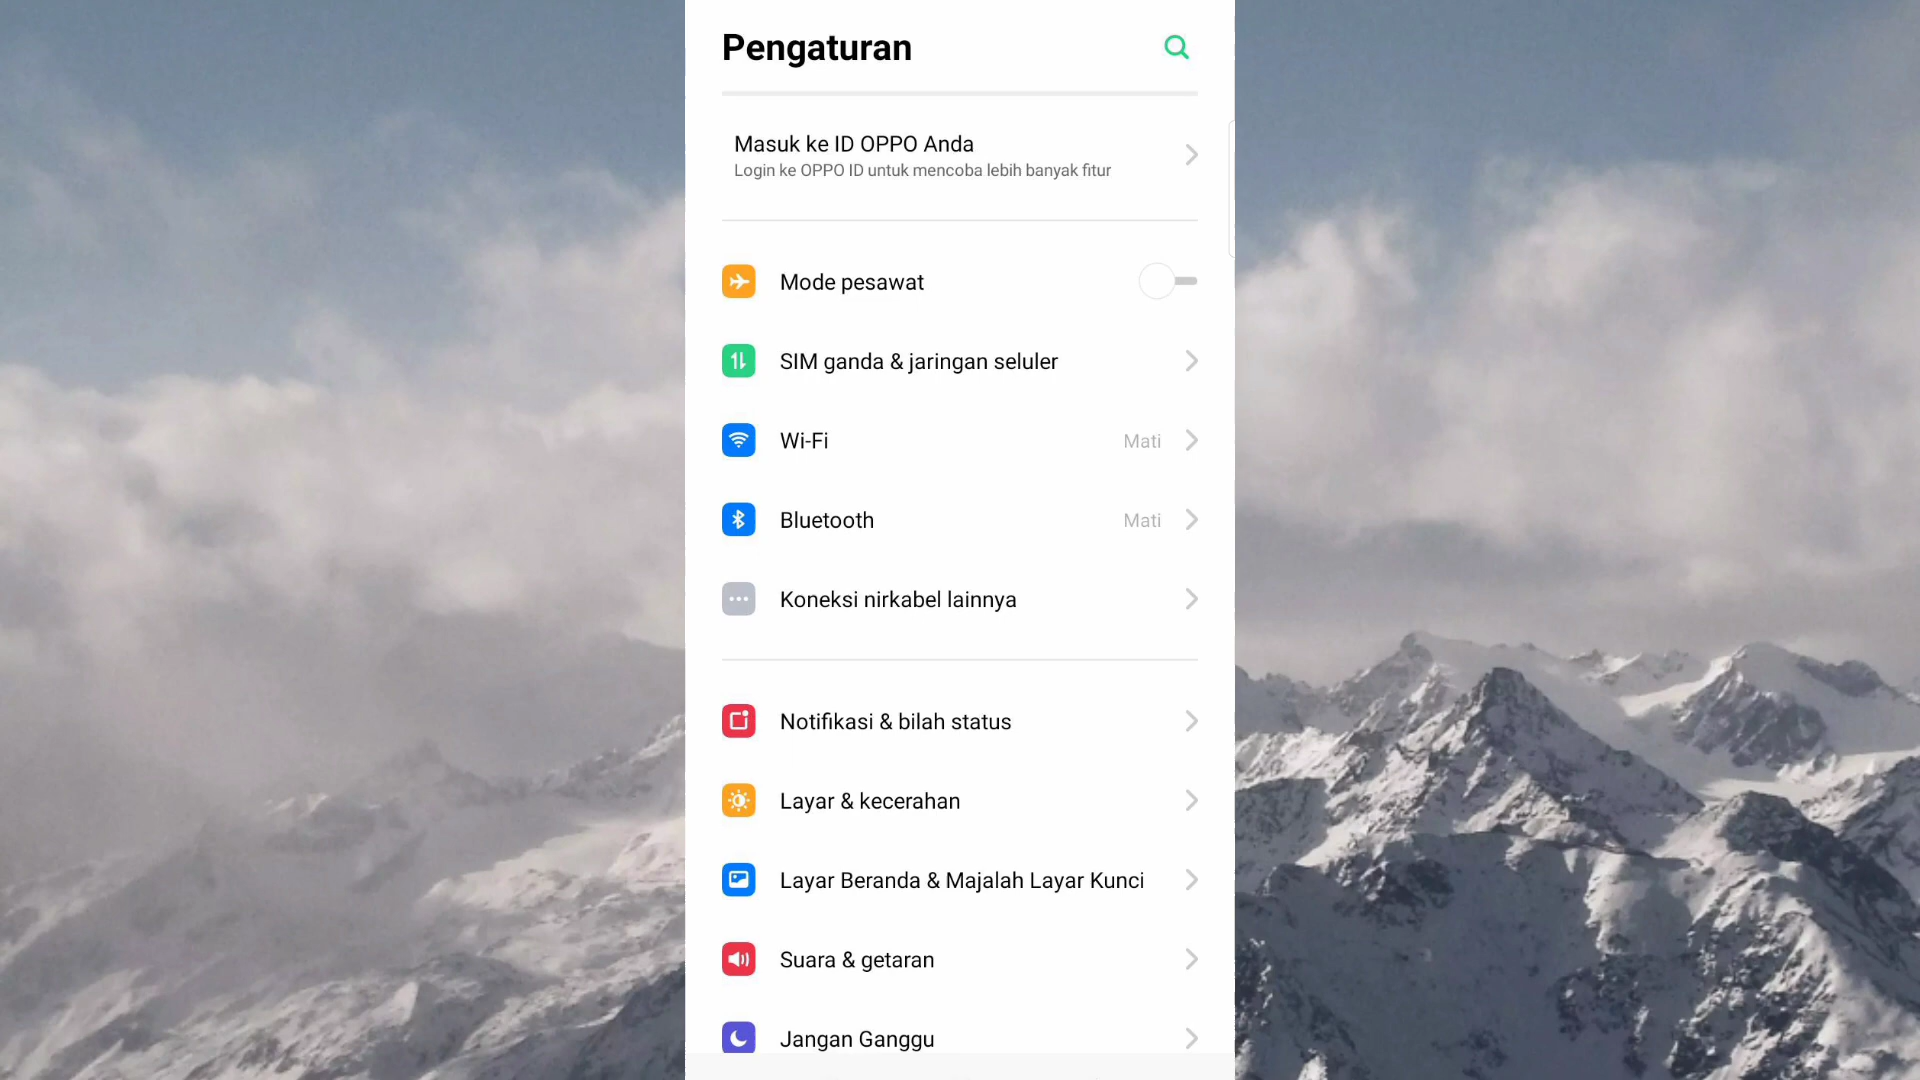 Pengaturan
Masuk ke ID OPPO Anda
Login ke OPPO ID untuk mencoba lebih banyak fitur
Mode pesawat
SIM ganda & jaringan seluler
Wi-Fi Mati
Bluetooth Mati
Koneksi nirkabel lainnya
Notifikasi & bilah status
Layar & kecerahan
Layar Beranda & Majalah Layar Kunci
Suara & getaran
Jangan Ganggu